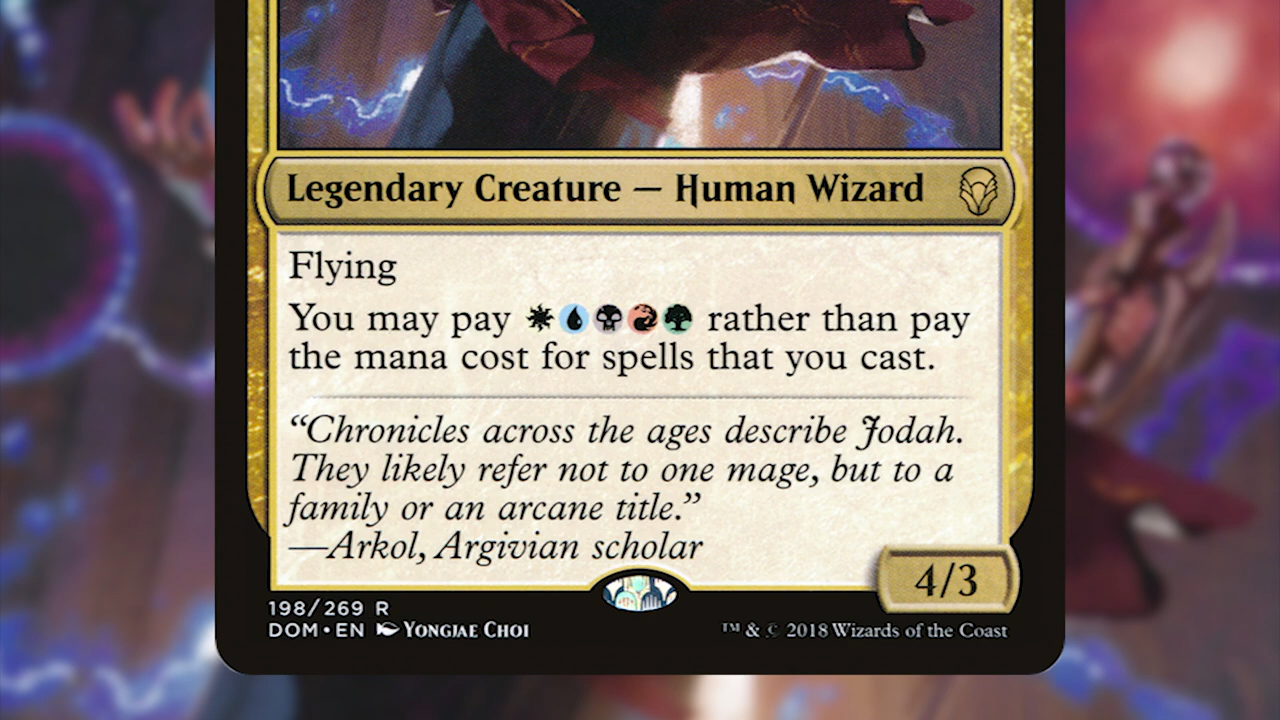 Legendary Creature — Human Wizard
Flying
You may pay rather than pay
the mana cost for spells that you cast.
“Chronicles across the ages describe Jodah.
They likely refer not to one mage, but to a
family or an arcane title.”
—Arkol, Argivian scholar
4/3
198/269 R
DOM • EN Yongjae Choi
™ & © 2018 Wizards of the Coast